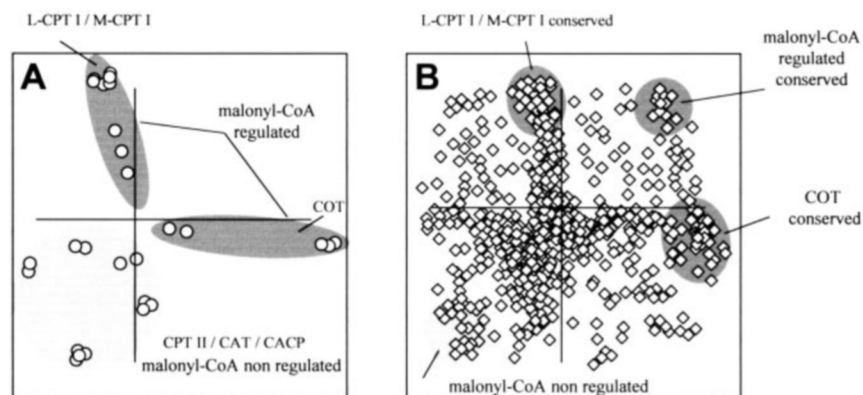 L-CPT I / M-CPT I
A
malonyl-CoA
regulated
COT
CPT II / CAT / CACP
malonyl-CoA non regulated
L-CPT I / M-CPT I conserved
B
malonyl-CoA
regulated
conserved
COT
conserved
malonyl-CoA non regulated